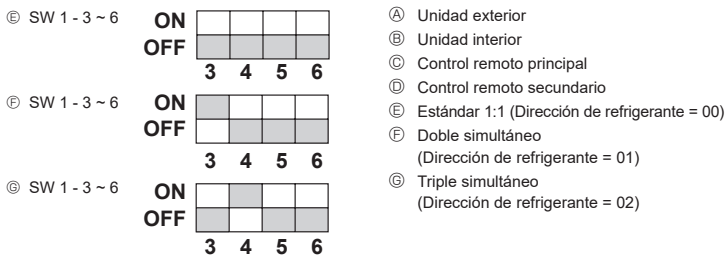 Ⓔ SW 1 - 3 ~ 6
ON
OFF
3 4 5 6
Ⓕ SW 1 - 3 ~ 6
ON
OFF
3 4 5 6
Ⓖ SW 1 - 3 ~ 6
ON
OFF
3 4 5 6
Ⓐ Unidad exterior
Ⓑ Unidad interior
Ⓒ Control remoto principal
Ⓓ Control remoto secundario
Ⓔ Estándar 1:1 (Dirección de refrigerante = 00)
Ⓕ Doble simultáneo
(Dirección de refrigerante = 01)
Ⓖ Triple simultáneo
(Dirección de refrigerante = 02)